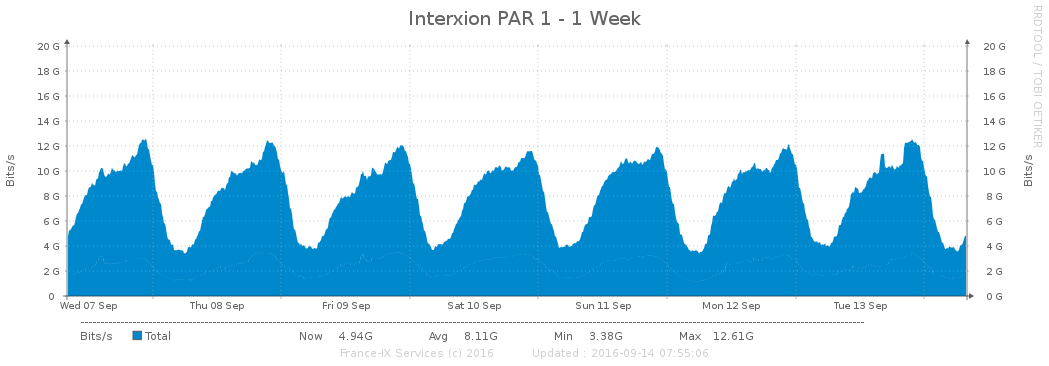 Interxion PAR 1 - 1 Week
RRDTOOL / TOBI OETIKER
20 G 20 G
18 G 18 G
16 G 16 G
14 G 14 G
12 G 12 G
10 G 10 G
8 G 8 G
6 G 6 G
4 G 4 G
2 G 2 G
0 0 G
Bits/s
Bits/s
Wed 07 Sep Thu 08 Sep Fri 09 Sep Sat 10 Sep Sun 11 Sep Mon 12 Sep Tue 13 Sep
Bits/s Total Now 4.94G Avg 8.11G Min 3.38G Max 12.61G
France-IX Services (c) 2016 Updated : 2016-09-14 07:55:06